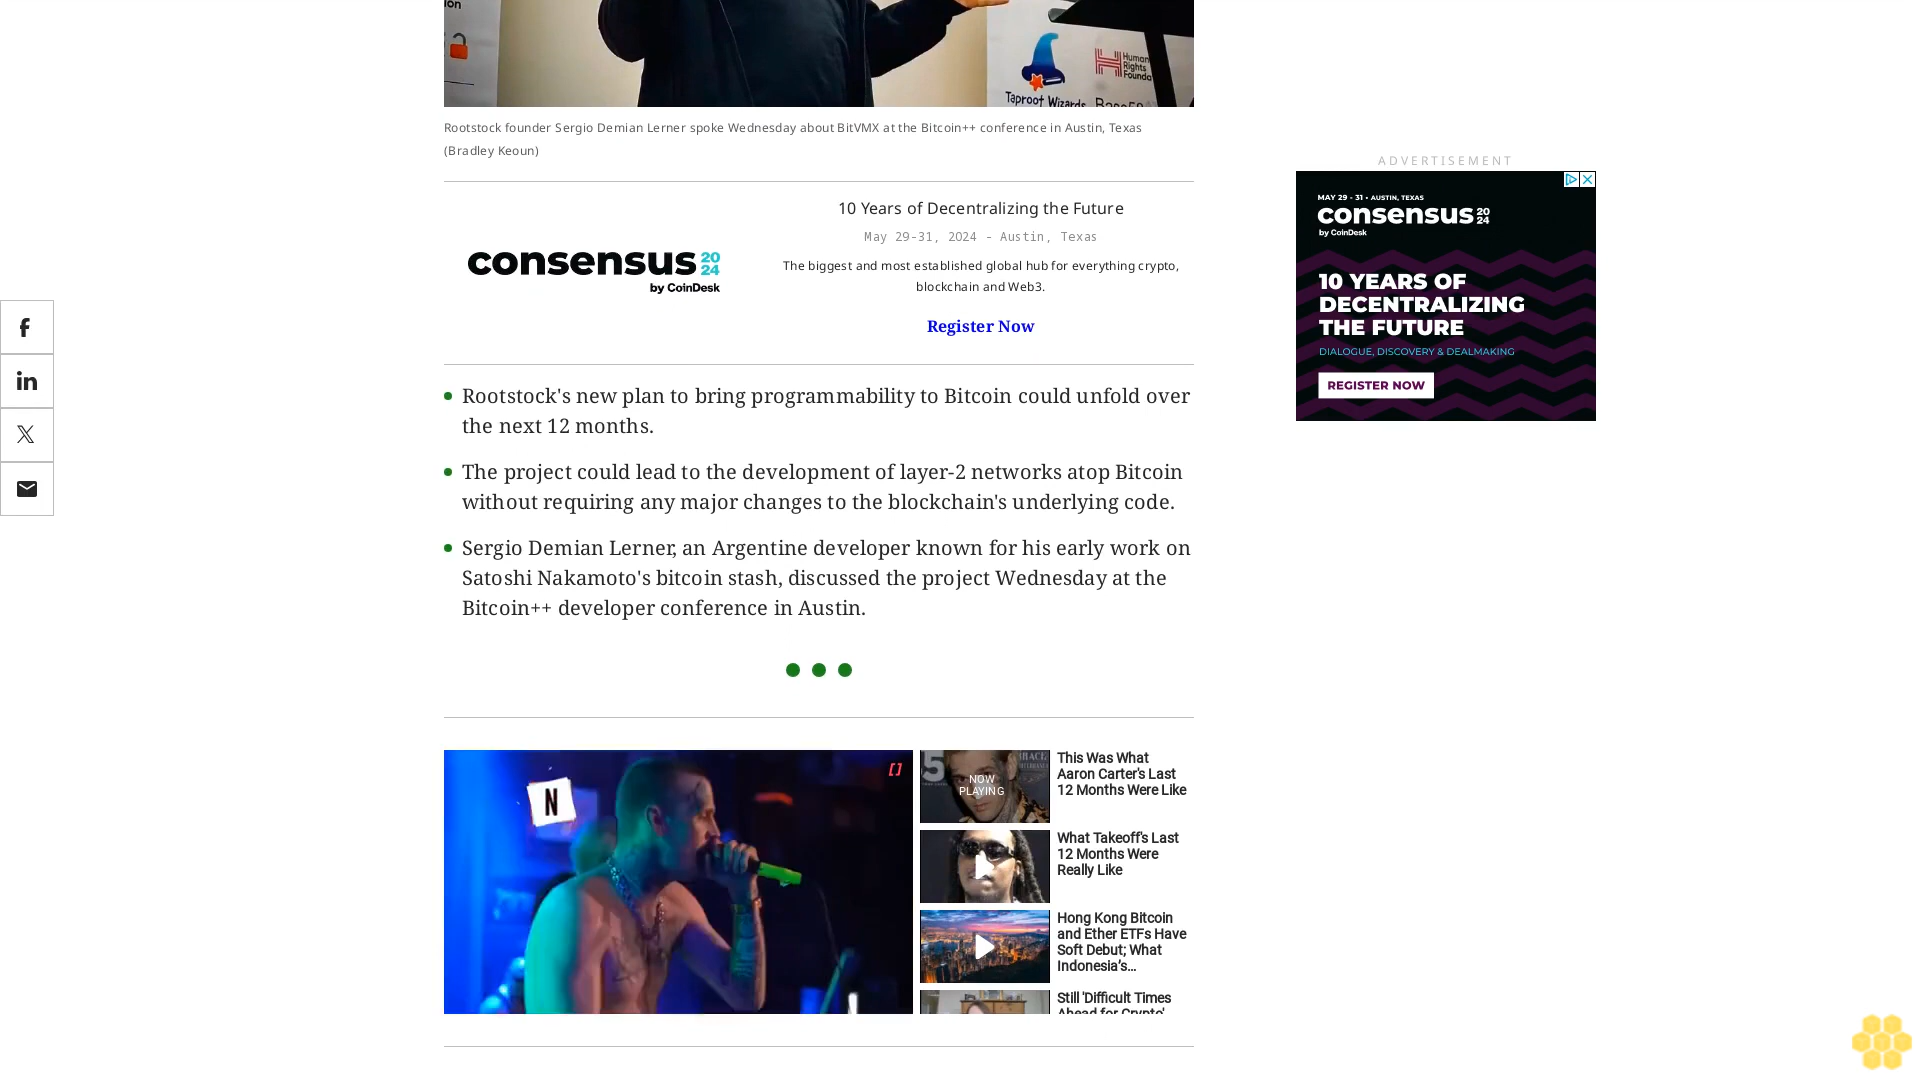 Human
Rights
Founda
Taproot Wizards
Rootstock founder Sergio Demian Lerner spoke Wednesday about BitVMX at the Bitcoin++ conference in Austin, Texas
(Bradley Keoun)
consensus 2024
by CoinDesk
10 Years of Decentralizing the Future
May 29-31, 2024 - Austin, Texas
The biggest and most established global hub for everything crypto,
blockchain and Web3.
Register Now
Rootstock's new plan to bring programmability to Bitcoin could unfold over
the next 12 months.
The project could lead to the development of layer-2 networks atop Bitcoin
without requiring any major changes to the blockchain's underlying code.
Sergio Demian Lerner, an Argentine developer known for his early work on
Satoshi Nakamoto's bitcoin stash, discussed the project Wednesday at the
Bitcoin++ developer conference in Austin.
N
[]
NOW
PLAYING
This Was What
Aaron Carter's Last
12 Months Were Like
What Takeoff's Last
12 Months Were
Really Like
Hong Kong Bitcoin
and Ether ETFs Have
Soft Debut; What
Indonesia's...
Still 'Difficult Times
Ahead for Crypto'
ADVERTISEMENT
MAY 29 - 31 • AUSTIN, TEXAS
consensus 2024
by CoinDesk
10 YEARS OF
DECENTRALIZING
THE FUTURE
DIALOGUE, DISCOVERY & DEALMAKING
REGISTER NOW